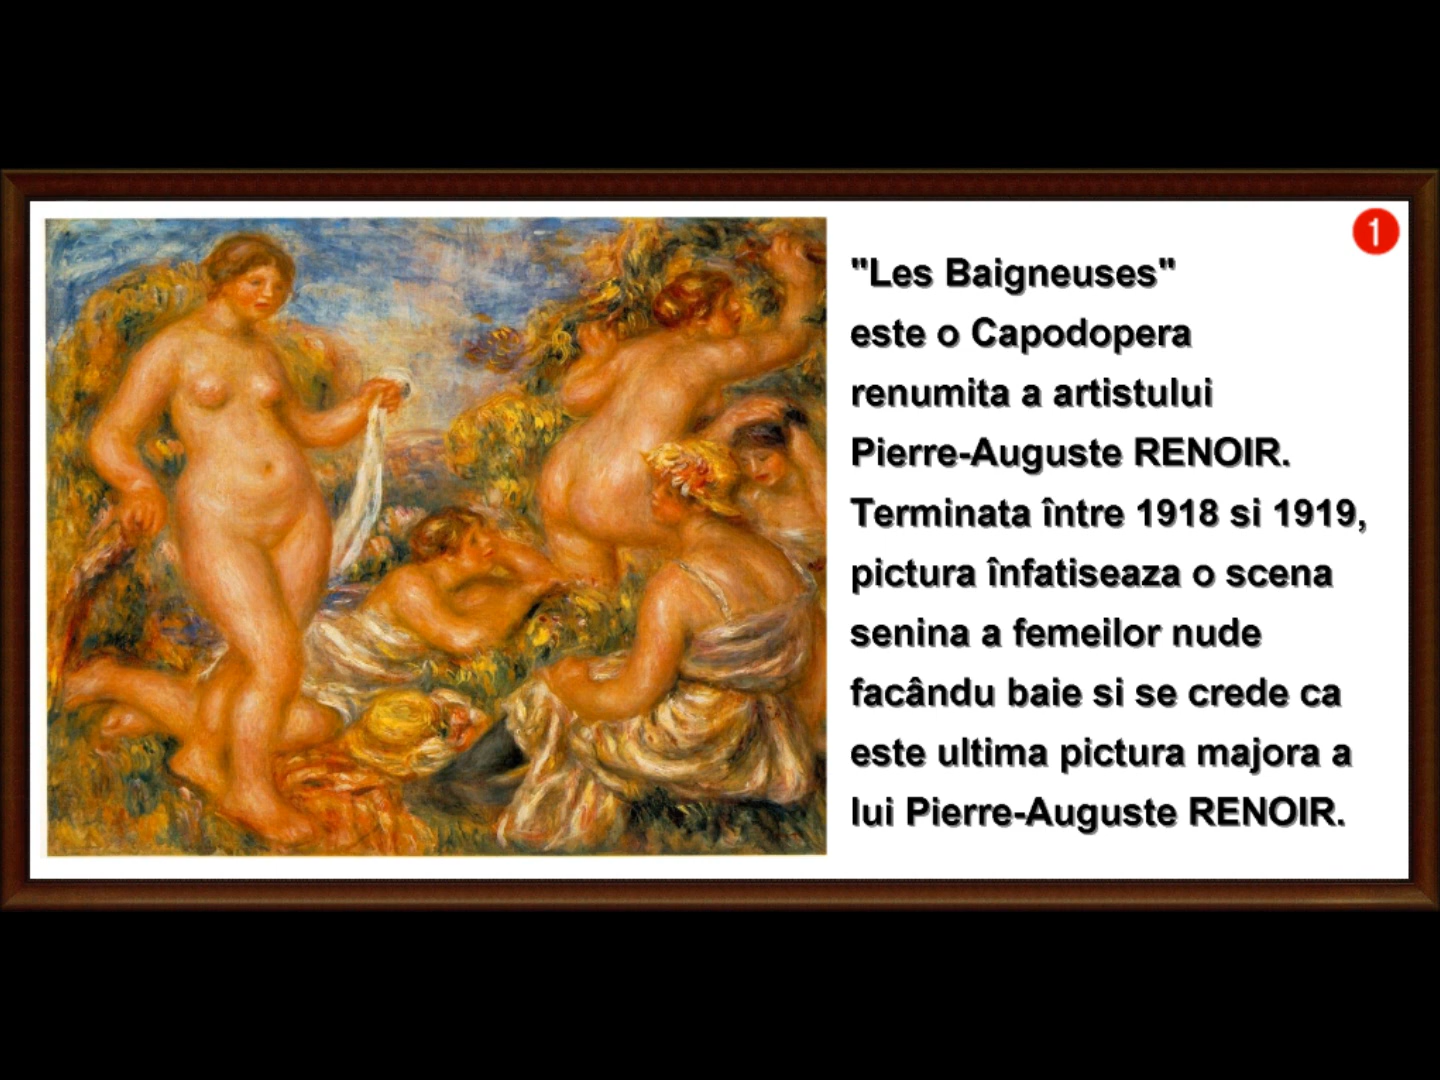 1
"Les Baigneuses"
este o Capodopera
renumita a artistului
Pierre-Auguste RENOIR.
Terminata între 1918 si 1919,
pictura înfatiseaza o scena
senina a femeilor nude
facându baie si se crede ca
este ultima pictura majora a
lui Pierre-Auguste RENOIR.